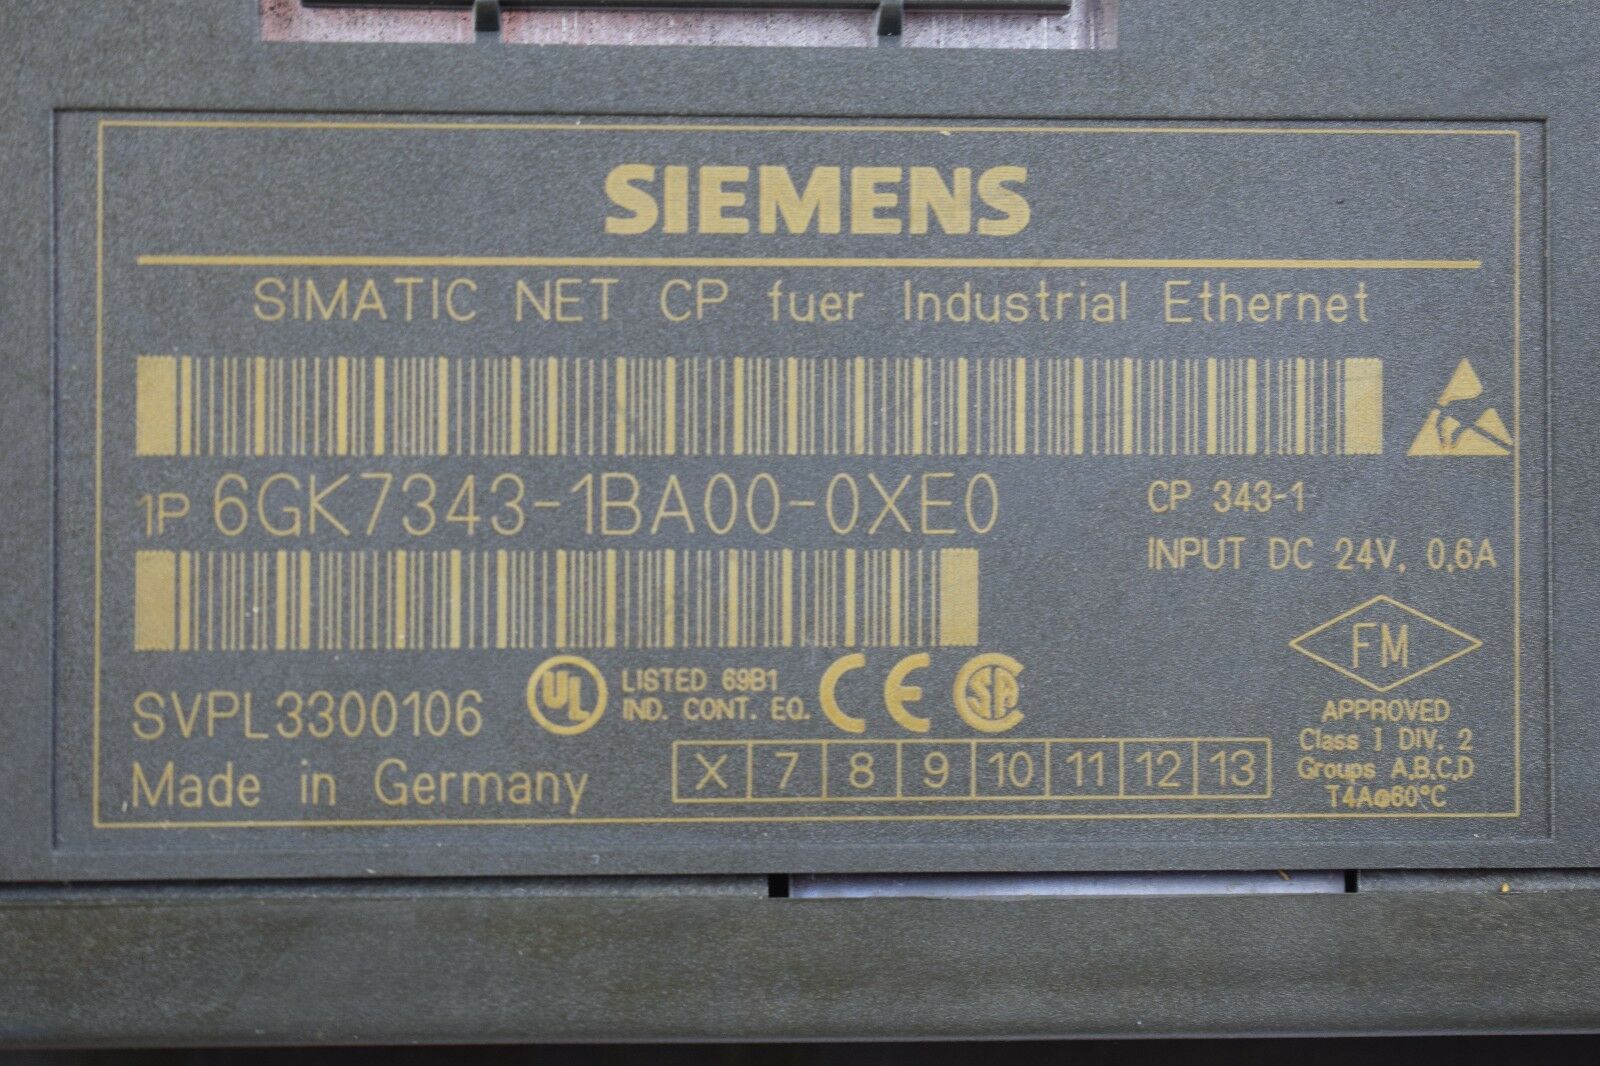 SIEMENS
SIMATIC NET CP fuer Industrial Ethernet
1P 6GK7343-1BA00-0XE0
CP 343-1
INPUT DC 24V, 0,6A
SVPL3300106
UL LISTED 69B1
IND. CONT. EQ.
CE
SA
FM
APPROVED
Class I DIV. 2
Groups A,B,C,D
T4A@60°C
Made in Germany
X 7 8 9 10 11 12 13